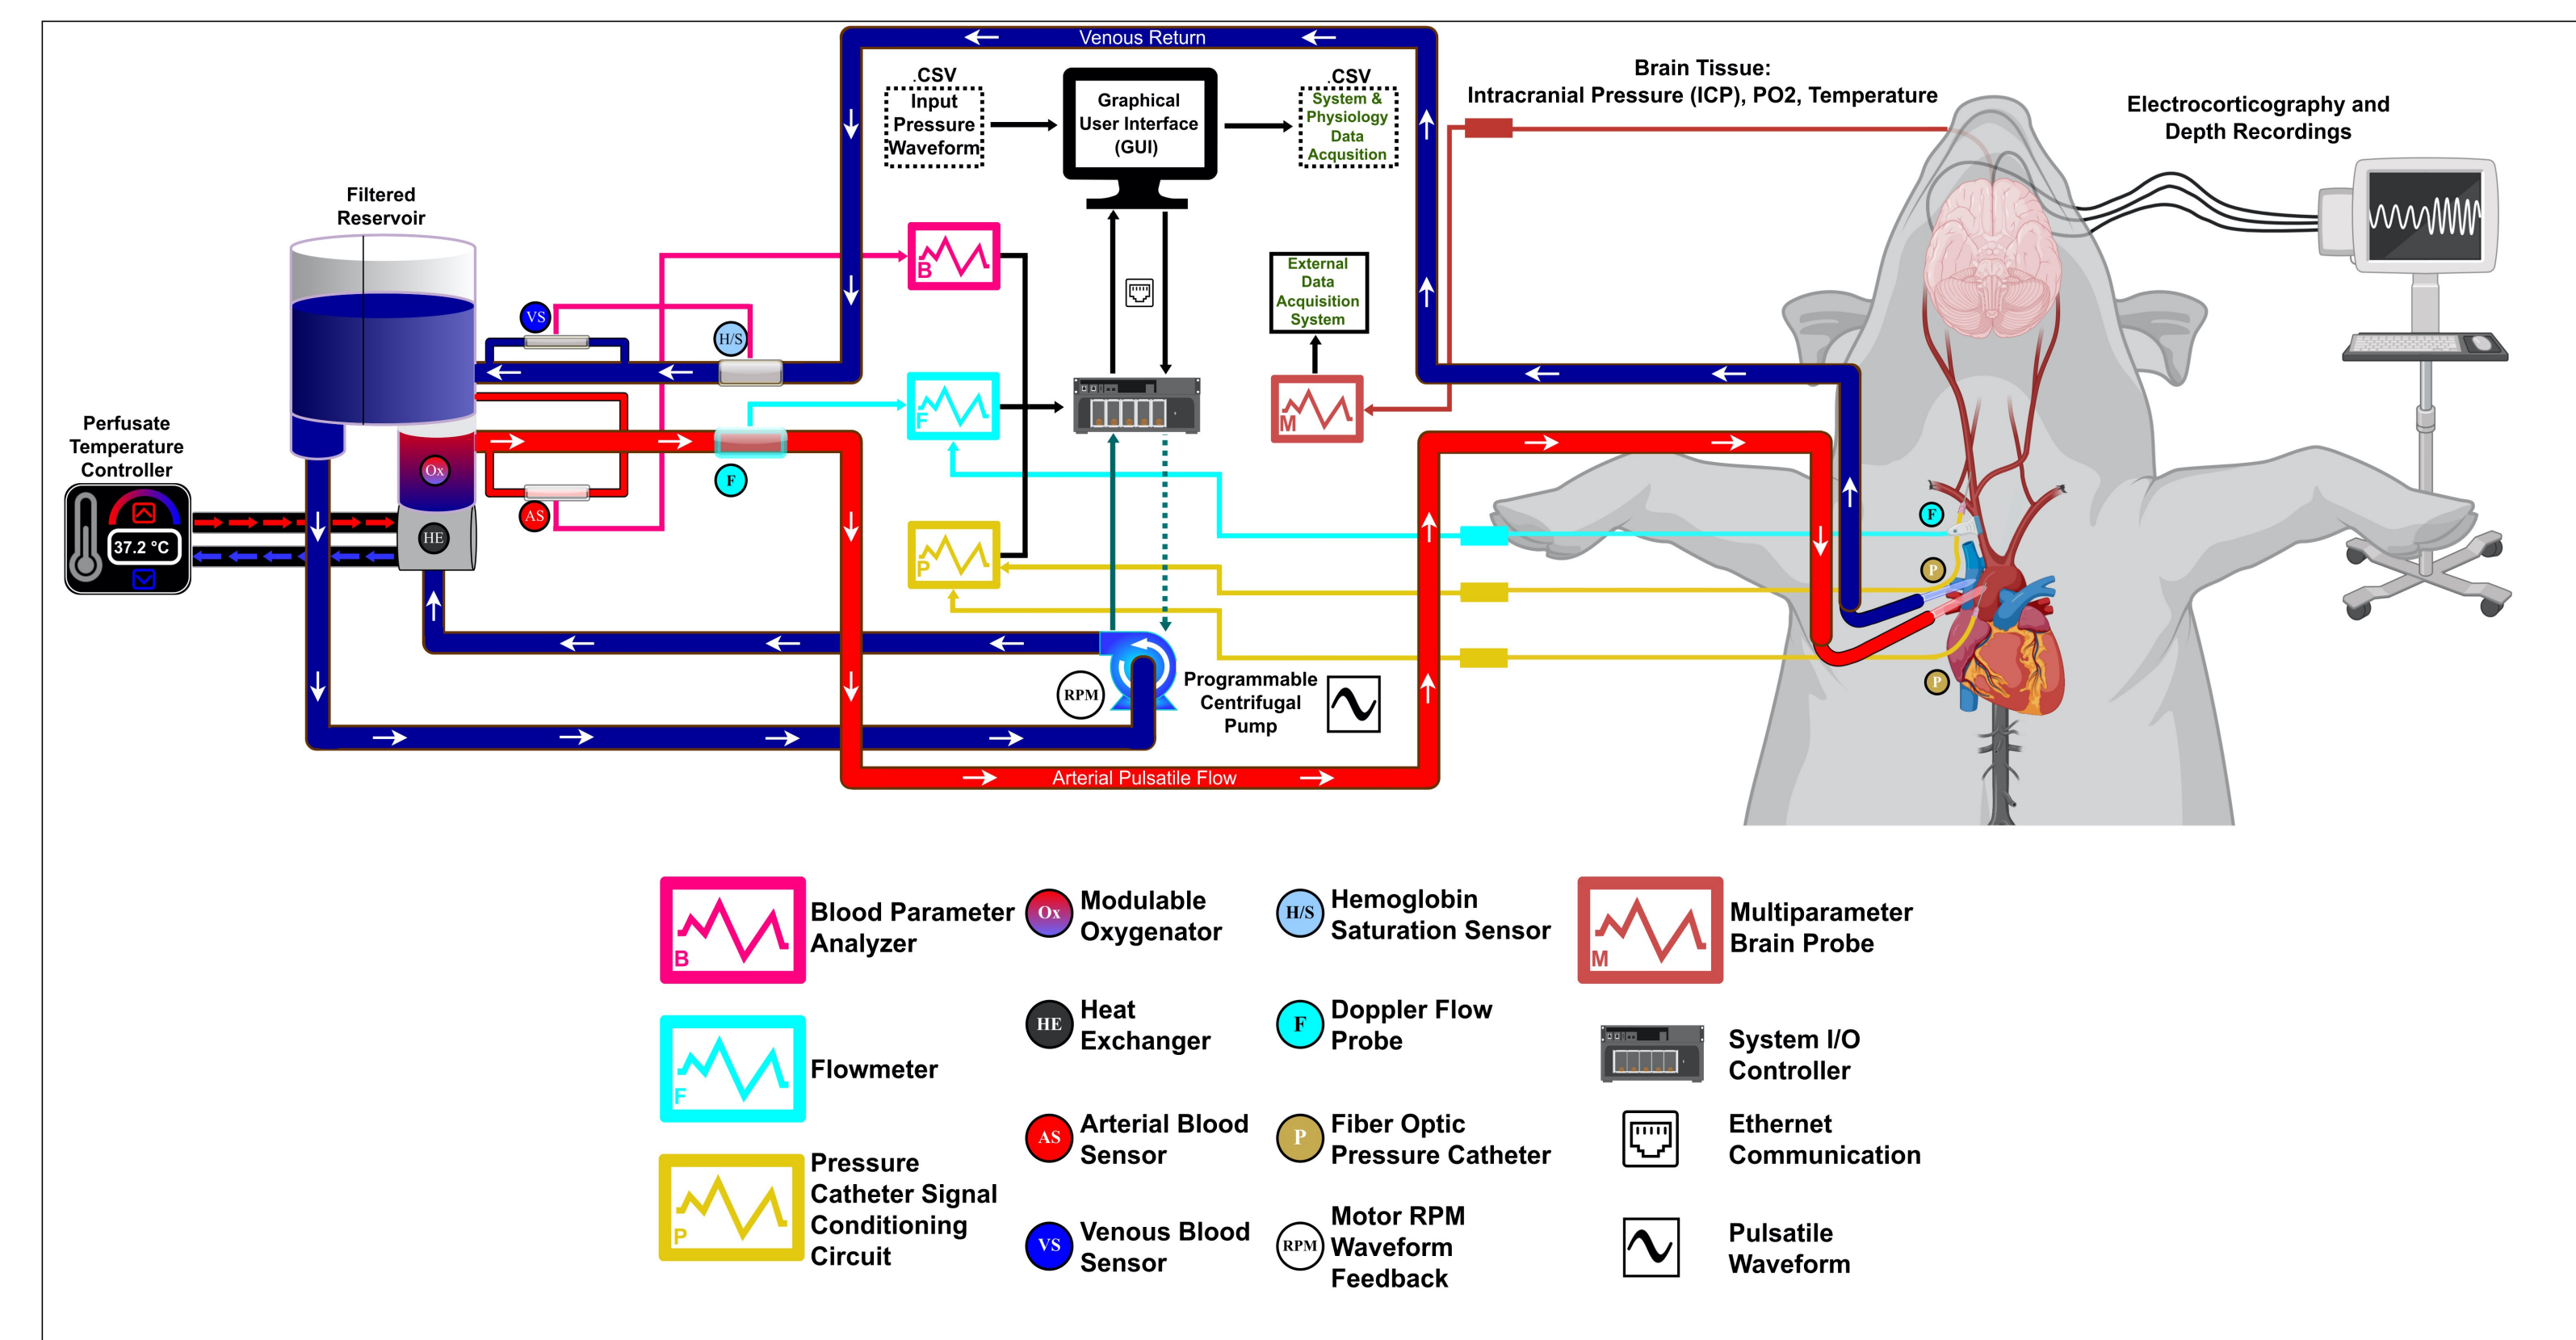 Venous Return
.CSV
Input
Pressure
Waveform
Graphical
User Interface
(GUI)
.CSV
System &
Physiology
Data
Acqusition
Brain Tissue:
Intracranial Pressure (ICP), PO2, Temperature
Electrocorticography and
Depth Recordings
Filtered
Reservoir
B
External
Data
Acquisition
System
VS
H/S
F
M
Perfusate
Temperature
Controller
37.2 °C
Ox
HE
AS
F
P
F
P
P
RPM
Programmable
Centrifugal
Pump
Arterial Pulsatile Flow
B
Blood Parameter
Analyzer
F
Flowmeter
P
Pressure
Catheter Signal
Conditioning
Circuit
Ox
Modulable
Oxygenator
HE
Heat
Exchanger
AS
Arterial Blood
Sensor
VS
Venous Blood
Sensor
H/S
Hemoglobin
Saturation Sensor
F
Doppler Flow
Probe
P
Fiber Optic
Pressure Catheter
RPM
Motor RPM
Waveform
Feedback
M
Multiparameter
Brain Probe
System I/O
Controller
Ethernet
Communication
Pulsatile
Waveform